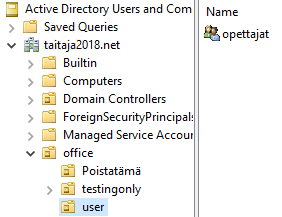 Active Directory Users and Com
Saved Queries
taitaja2018.net
Builtin
Computers
Domain Controllers
ForeignSecurityPrincipals
Managed Service Accour
office
Poistatämä
testingonly
user
Name
opettajat